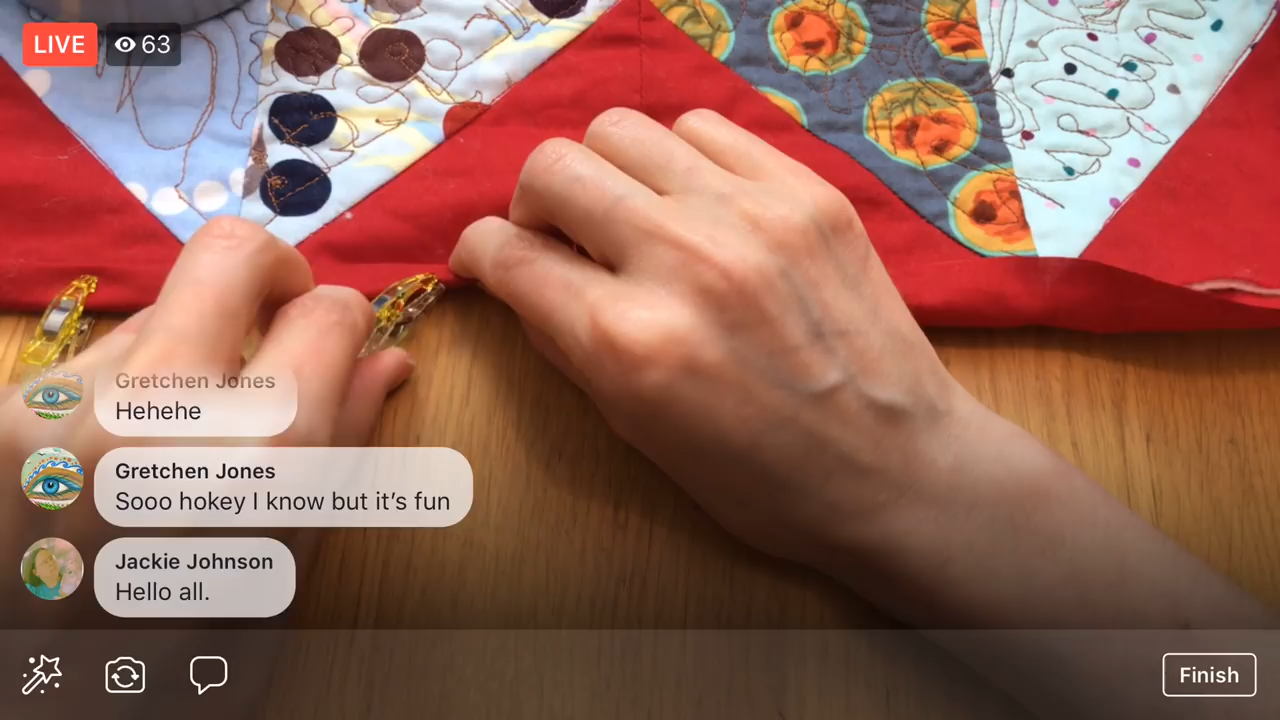 LIVE 63
Gretchen Jones
Hehehe
Gretchen Jones
Sooo hokey I know but it’s fun
Jackie Johnson
Hello all.
Finish